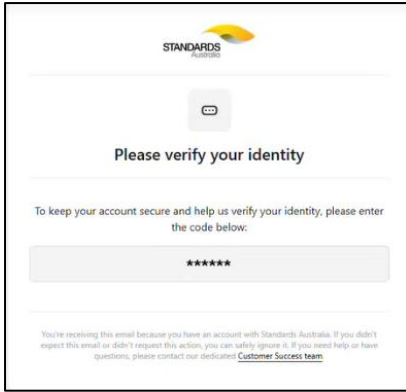 STANDARDS
Australia
Please verify your identity
To keep your account secure and help us verify your identity, please enter
the code below:
******
You're receiving this email because you have an account with Standards Australia. If you didn't
expect this email or didn't request this action, you can safely ignore it. If you need help or have
questions, please contact our dedicated Customer Success team.